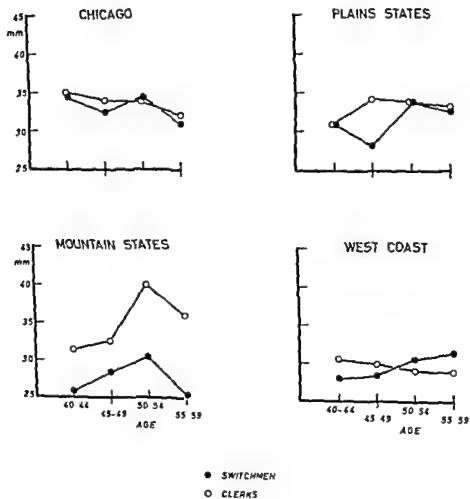 CHICAGO
45
mm
40
35
30
25
PLAINS STATES
MOUNTAIN STATES
45
mm
40
35
30
25
40-44 45-49 50 54 55 59
AGE
WEST COAST
40-44 45 49 50 54 55 59
AGE
● SWITCHMEN
○ CLERKS